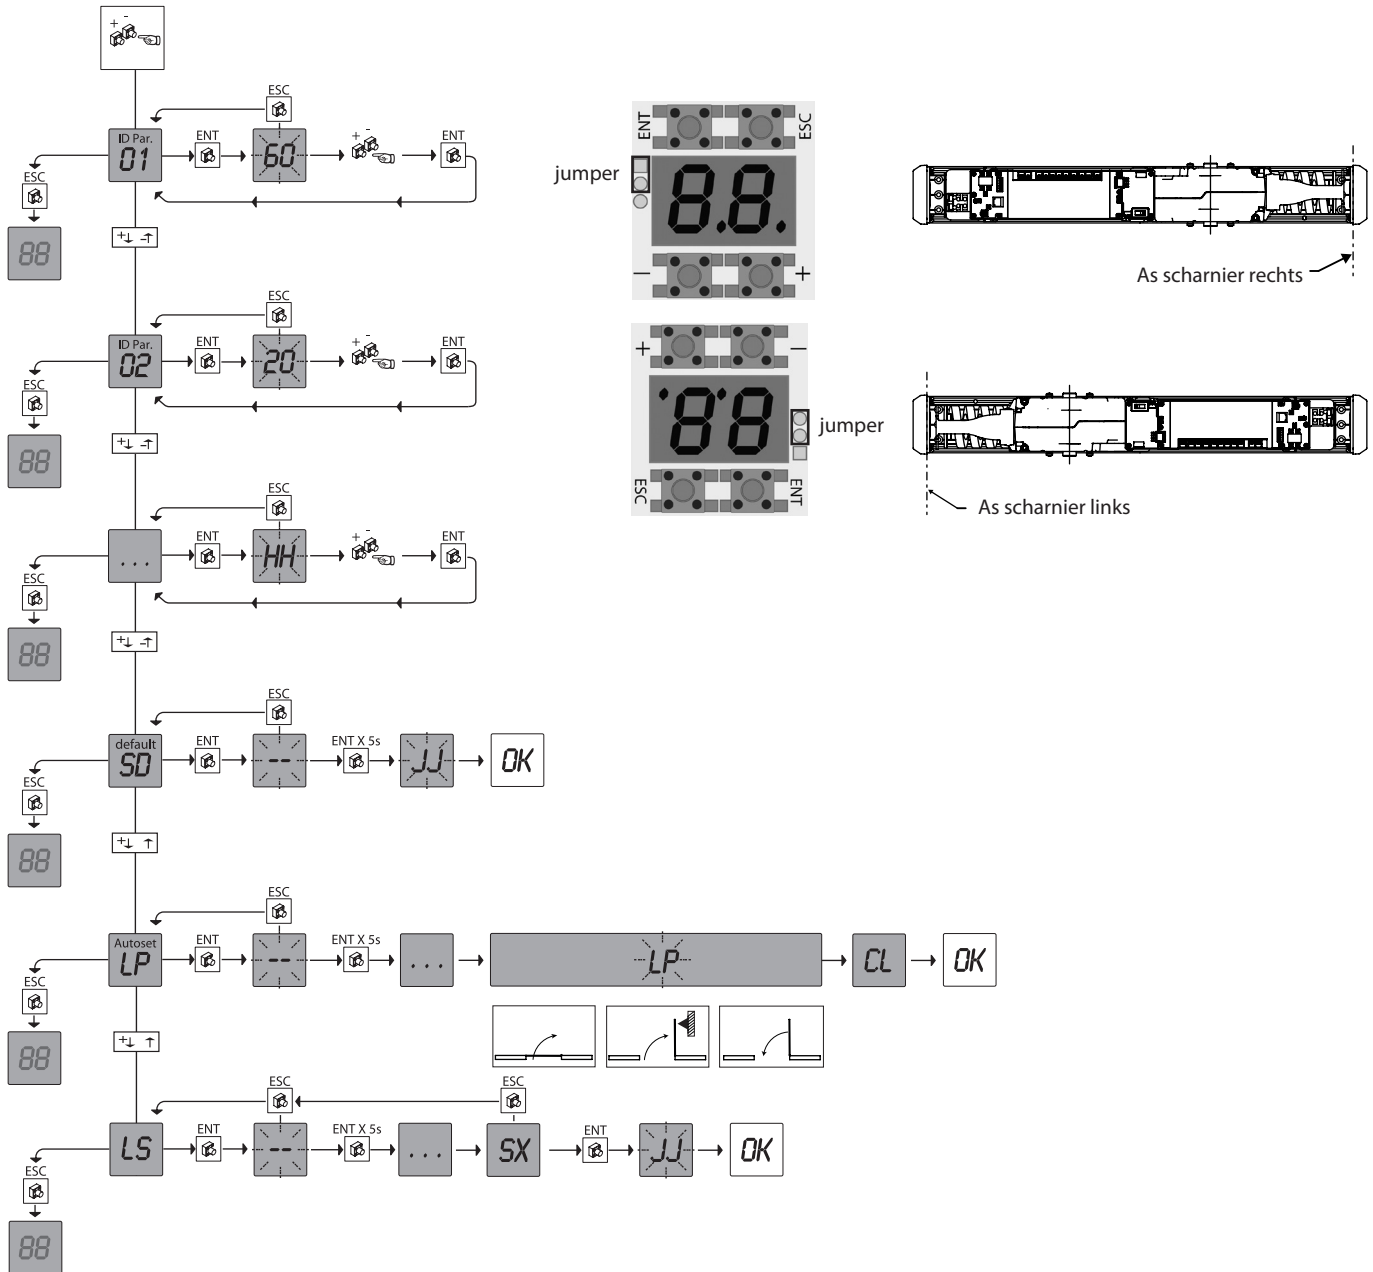 + -
ESC
ID Par.
01
ENT
60
+ -
ENT
ESC
88
+↓ -↑
ESC
ID Par.
02
ENT
20
+ -
ENT
ESC
88
+↓ -↑
ESC
...
ENT
HH
+ -
ENT
ESC
88
+↓ -↑
ESC
default
SD
ENT
--
ENT X 5s
JJ
OK
ESC
88
+↓ ↑
ESC
Autoset
LP
ENT
--
ENT X 5s
...
LP
CL
OK
ESC
88
+↓ ↑
ESC
ESC
LS
ENT
--
ENT X 5s
...
SX
ENT
JJ
OK
ESC
88
ENT
ESC
jumper
8.8.
-
+
As scharnier rechts
+
-
88
jumper
ESC
ENT
As scharnier links